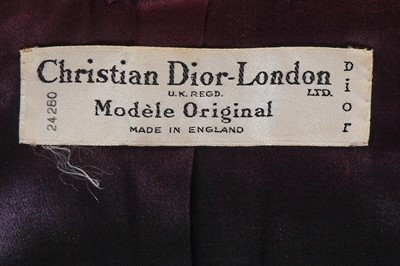 Christian Dior-London
LTD.
U.K. REGD.
Modèle Original
MADE IN ENGLAND
24280
Dior